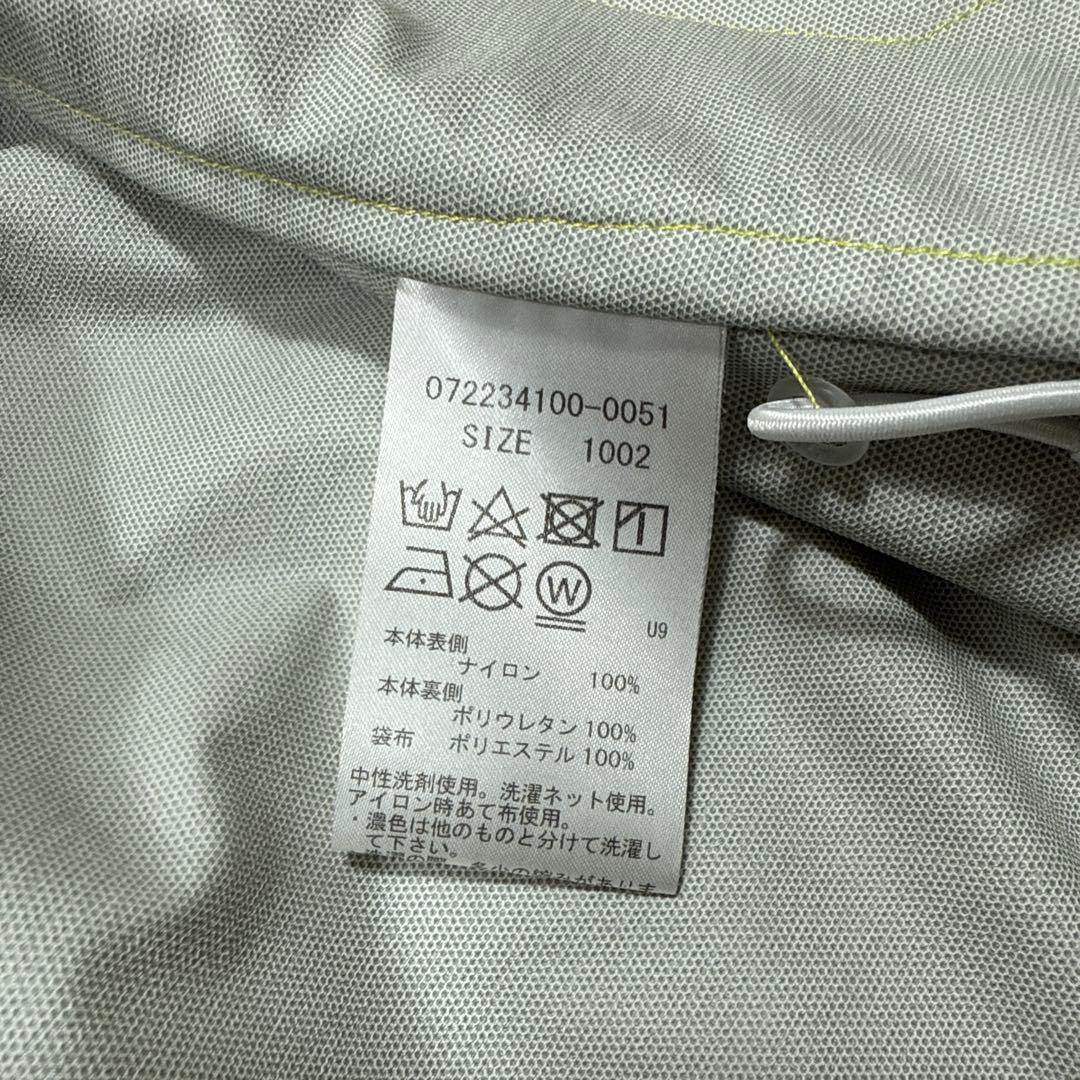 072234100-0051
SIZE 1002
W
U9
本体表側
ナイロン 100%
本体裏側
ポリウレタン 100%
袋布 ポリエステル 100%
中性洗剤使用。洗濯ネット使用。
アイロン時あて布使用。
・濃色は他のものと分けて洗濯し
て下さい。